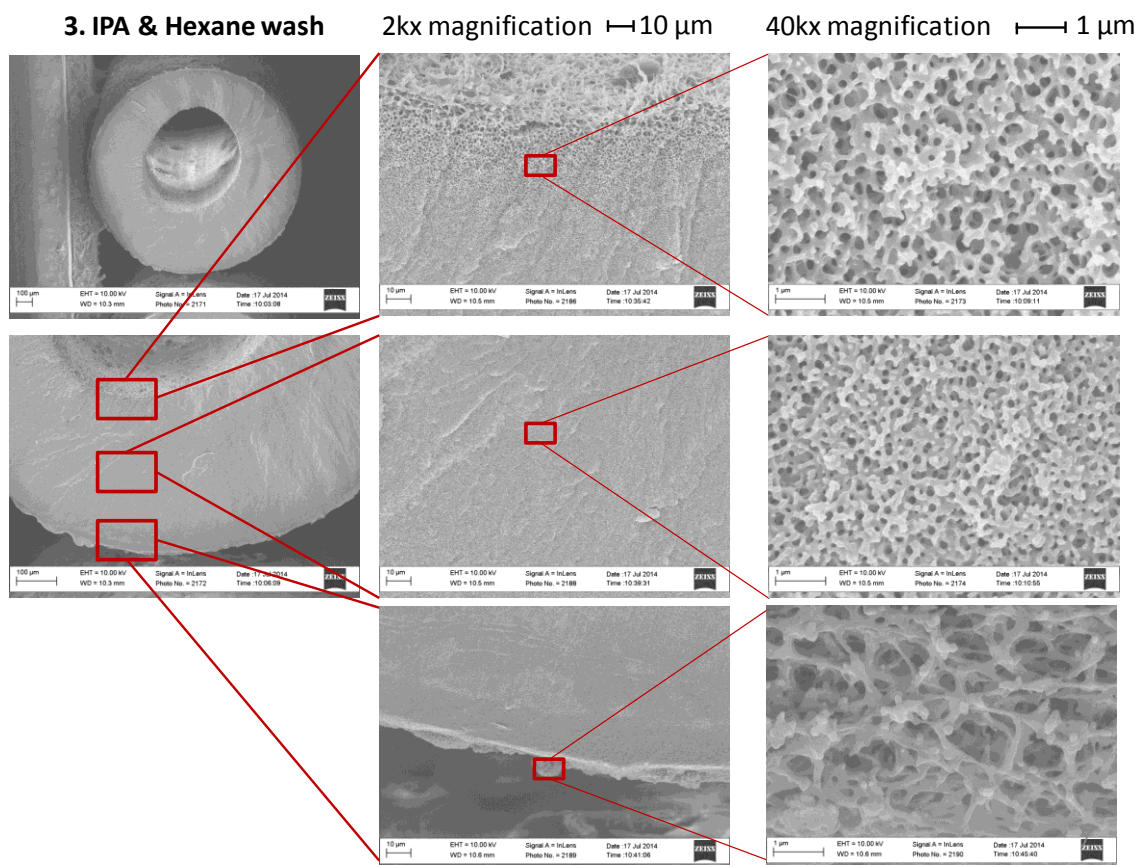 3. IPA & Hexane wash
2kx magnification 10 μm
40kx magnification 1 μm
100 μm EHT = 10.00 kV Signal A = InLens Date :17 Jul 2014 ZEISS
WD = 10.3 mm Photo No. = 2171 Time :10:03:08
10 μm EHT = 10.00 kV Signal A = InLens Date :17 Jul 2014 ZEISS
WD = 10.5 mm Photo No. = 2186 Time :10:35:42
1 μm EHT = 10.00 kV Signal A = InLens Date :17 Jul 2014 ZEISS
WD = 10.5 mm Photo No. = 2173 Time :10:09:11
100 μm EHT = 10.00 kV Signal A = InLens Date :17 Jul 2014 ZEISS
WD = 10.3 mm Photo No. = 2172 Time :10:06:09
10 μm EHT = 10.00 kV Signal A = InLens Date :17 Jul 2014 ZEISS
WD = 10.5 mm Photo No. = 2188 Time :10:39:31
1 μm EHT = 10.00 kV Signal A = InLens Date :17 Jul 2014 ZEISS
WD = 10.5 mm Photo No. = 2174 Time :10:10:55
10 μm EHT = 10.00 kV Signal A = InLens Date :17 Jul 2014 ZEISS
WD = 10.6 mm Photo No. = 2189 Time :10:41:06
1 μm EHT = 10.00 kV Signal A = InLens Date :17 Jul 2014 ZEISS
WD = 10.6 mm Photo No. = 2190 Time :10:45:40